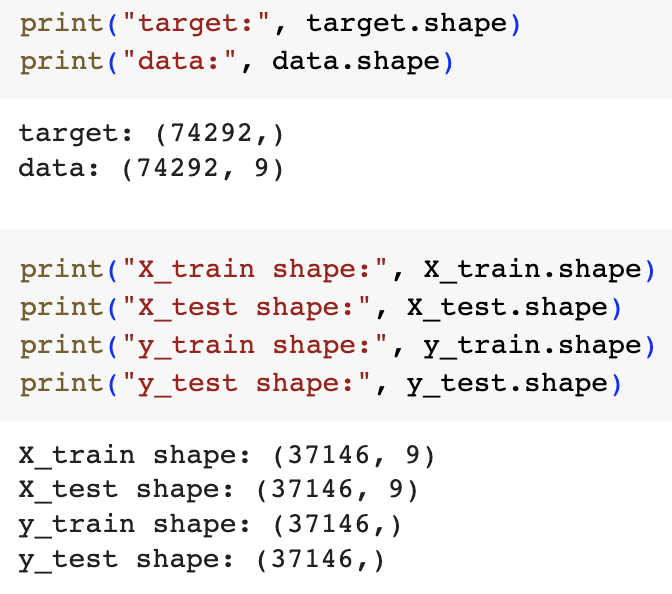 print("target:", target.shape)
print("data:", data.shape)
target: (74292,)
data: (74292, 9)
print("X_train shape:", X_train.shape)
print("X_test shape:", X_test.shape)
print("y_train shape:", y_train.shape)
print("y_test shape:", y_test.shape)
X_train shape: (37146, 9)
X_test shape: (37146, 9)
y_train shape: (37146,)
y_test shape: (37146,)